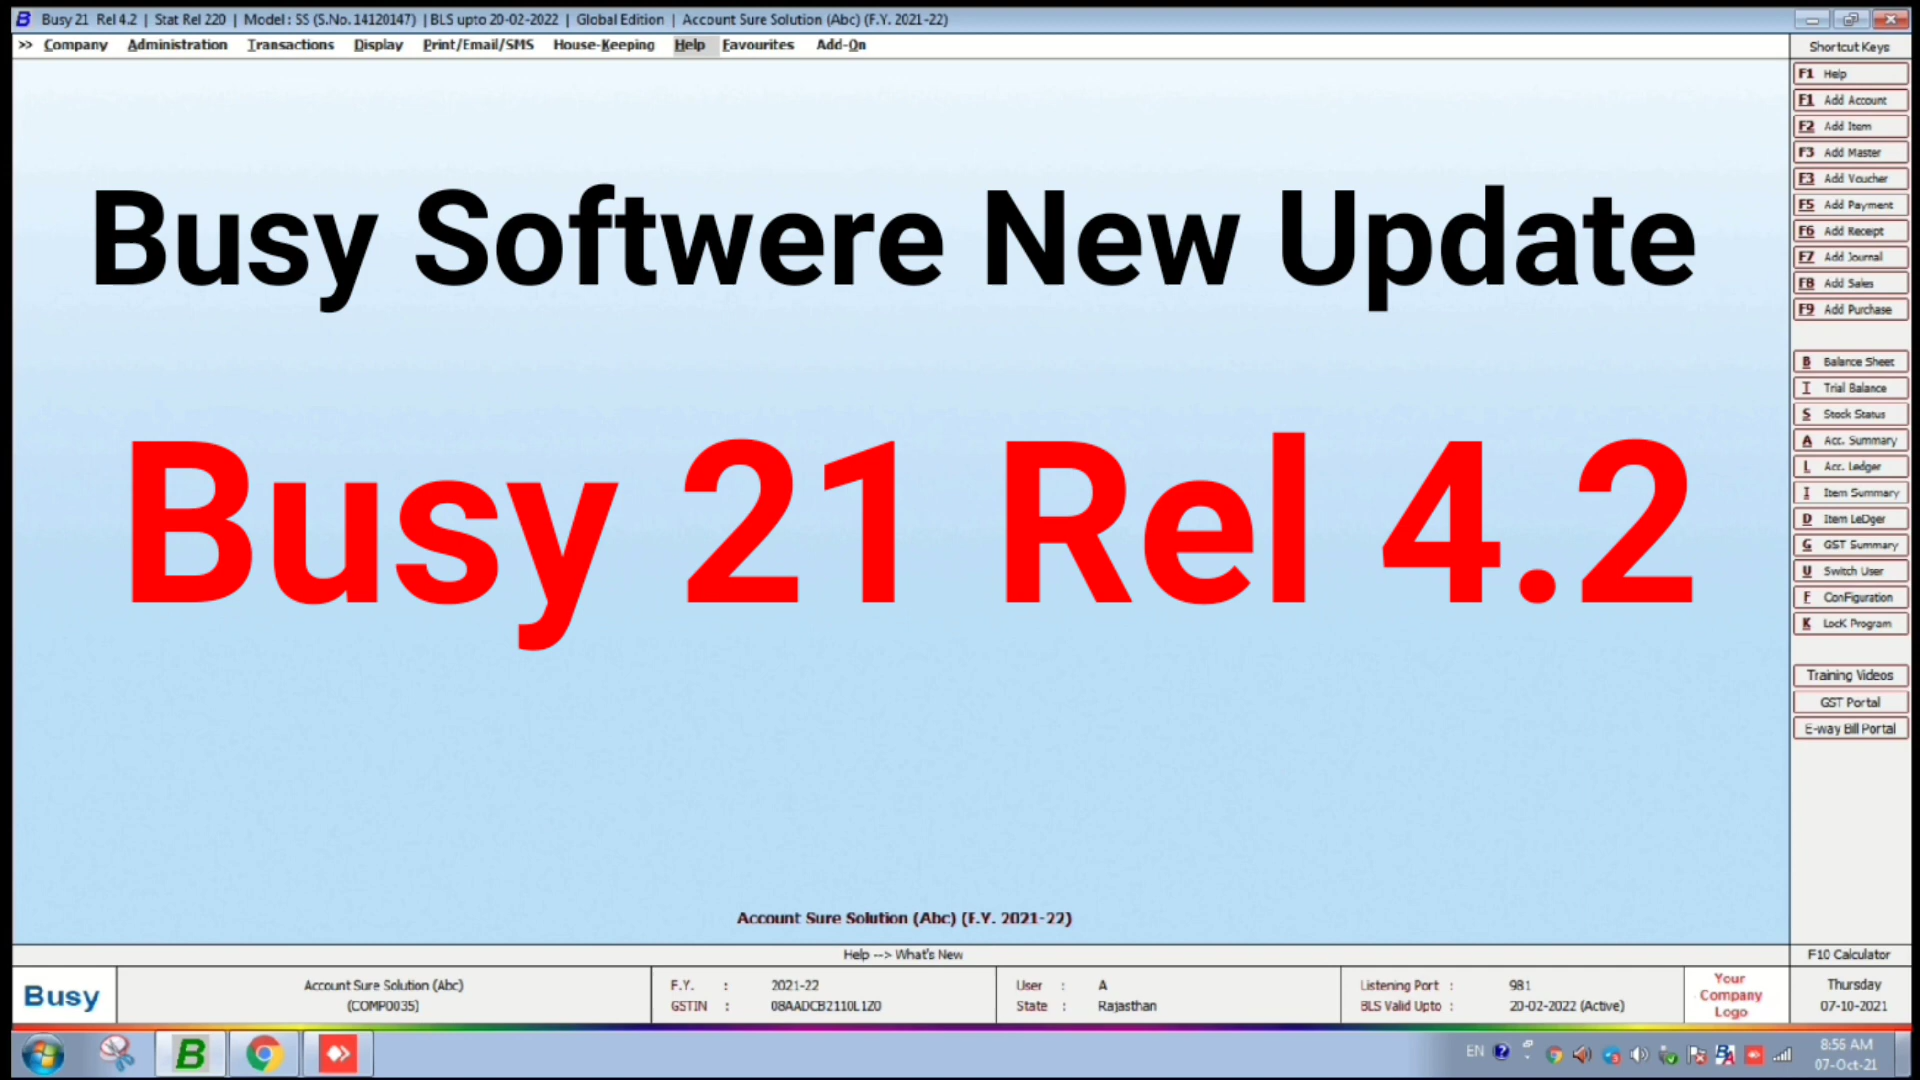 Busy 21 Rel 4.2 | Stat Rel 220 | Model : SS (S.No. 14120147) | BLS upto 20-02-2022 | Global Edition | Account Sure Solution (Abc) (F.Y. 2021-22)
>> Company Administration Transactions Display Print/Email/SMS House-Keeping Help Favourites Add-On
Shortcut Keys
F1 Help
F1 Add Account
F2 Add Item
F3 Add Master
F3 Add Voucher
F5 Add Payment
F6 Add Receipt
F7 Add Journal
F8 Add Sales
F9 Add Purchase
B Balance Sheet
T Trial Balance
S Stock Status
A Acc. Summary
L Acc. Ledger
I Item Summary
D Item LeDger
G GST Summary
U Switch User
F ConFiguration
K LocK Program
Training Videos
GST Portal
E-way Bill Portal
Busy Softwere New Update
Busy 21 Rel 4.2
Account Sure Solution (Abc) (F.Y. 2021-22)
Help --> What's New
F10 Calculator
Busy
Account Sure Solution (Abc)
(COMP0035)
F.Y. : 2021-22
GSTIN : 08AADCB2110L1Z0
User : A
State : Rajasthan
Listening Port : 981
BLS Valid Upto : 20-02-2022 (Active)
Your
Company
Logo
Thursday
07-10-2021
EN
8:56 AM
07-Oct-21